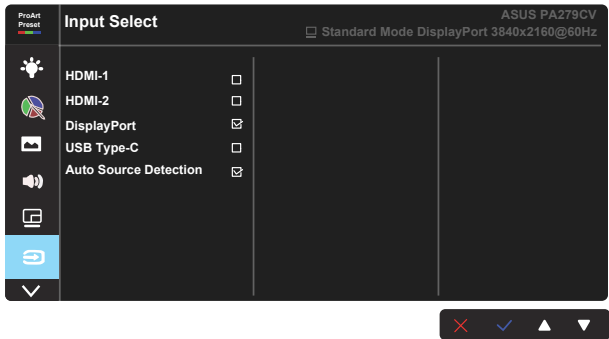 ProArt
Preset
Input Select
ASUS PA279CV
Standard Mode DisplayPort 3840x2160@60Hz
HDMI-1
HDMI-2
DisplayPort
USB Type-C
Auto Source Detection